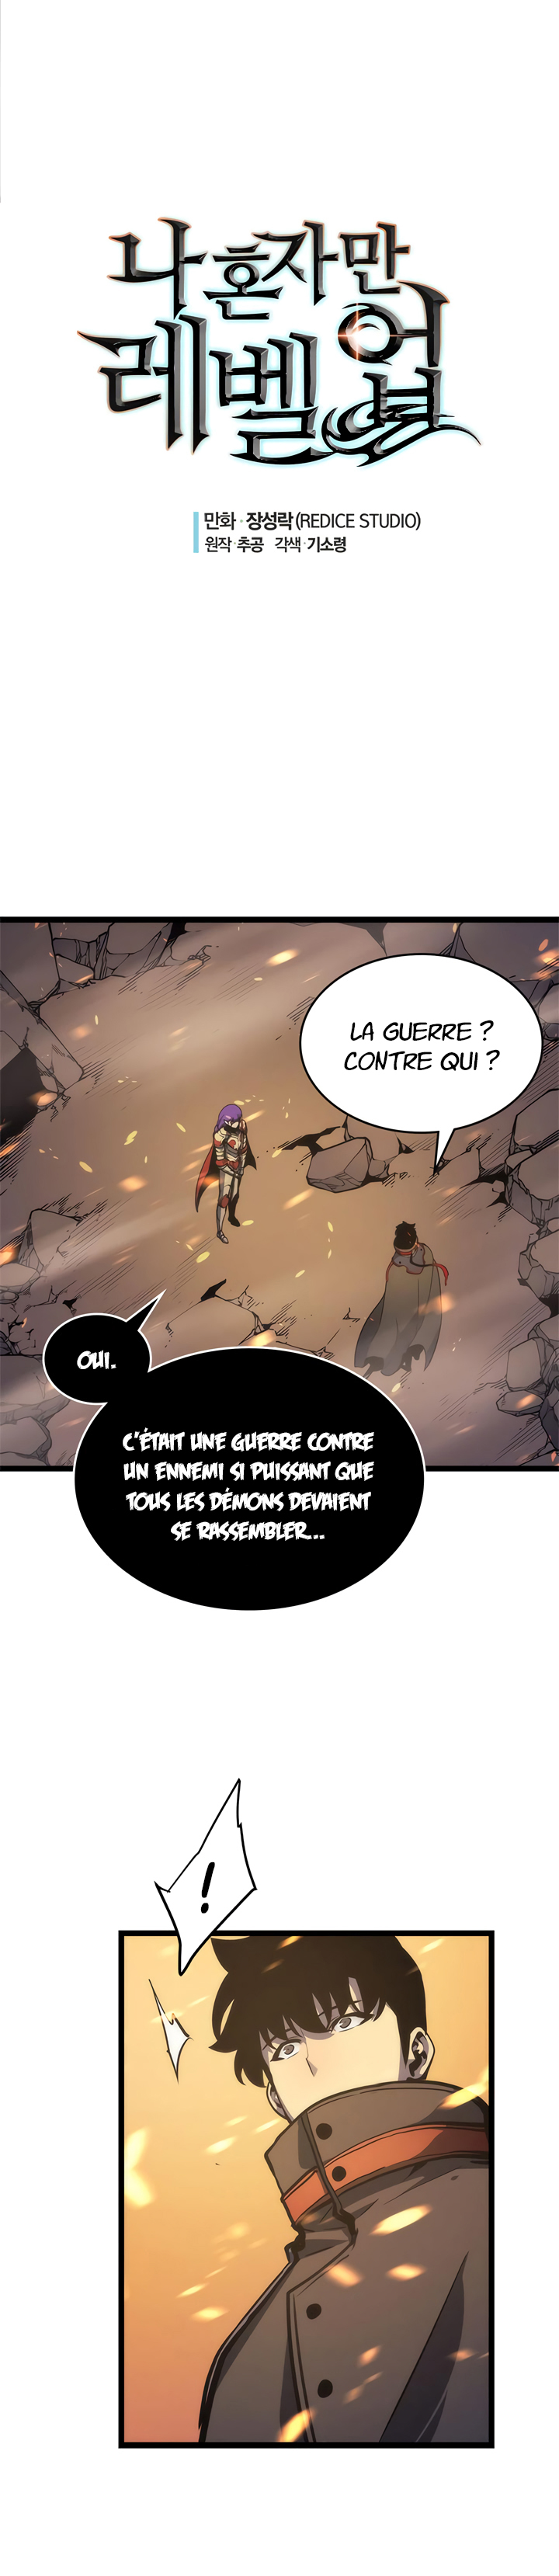 나 혼자만
레벨업
만화·장성락(REDICE STUDIO)
원작·추공 각색·기소령
LA GUERRE ?
CONTRE QUI ?
OUI.
C'ÉTAIT UNE GUERRE CONTRE
UN ENNEMI SI PUISSANT QUE
TOUS LES DÉMONS DEVAIENT
SE RASSEMBLER...
!